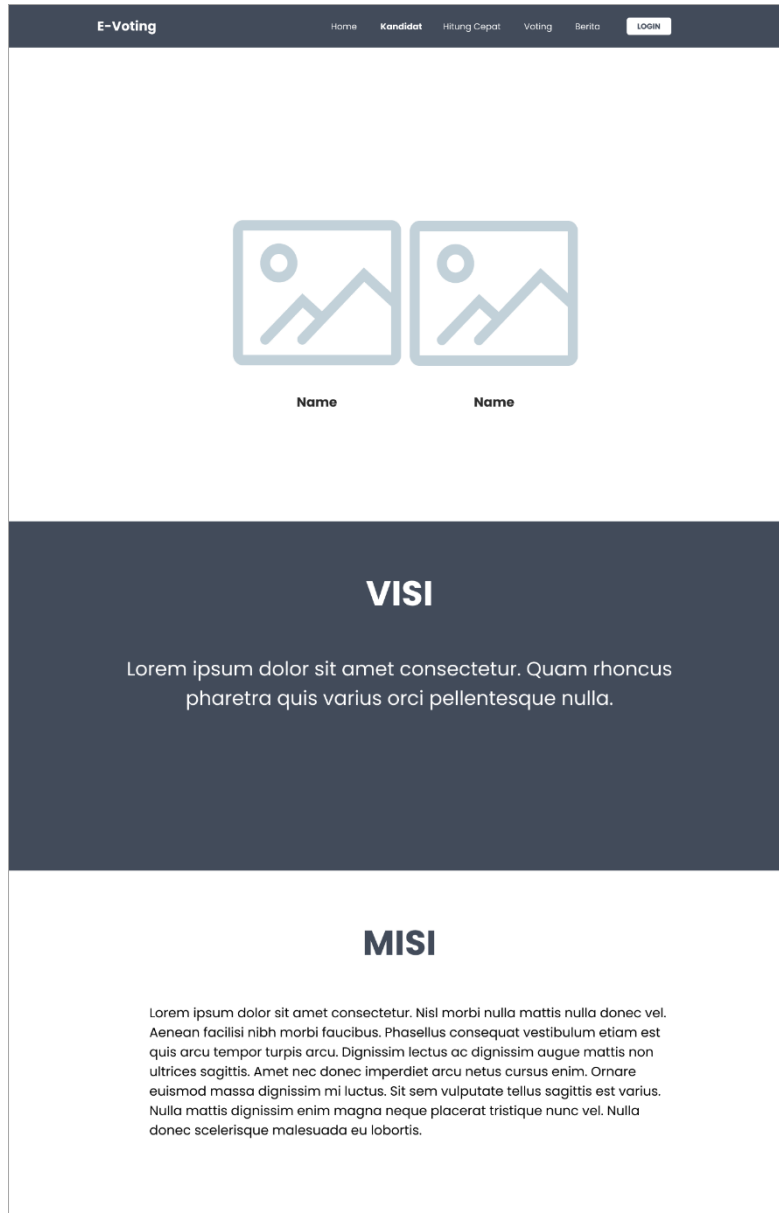 E-Voting Home Kandidat Hitung Cepat Voting Berita LOGIN
Name Name
VISI
Lorem ipsum dolor sit amet consectetur. Quam rhoncus
pharetra quis varius orci pellentesque nulla.
MISI
Lorem ipsum dolor sit amet consectetur. Nisl morbi nulla mattis nulla donec vel.
Aenean facilisi nibh morbi faucibus. Phasellus consequat vestibulum etiam est
quis arcu tempor turpis arcu. Dignissim lectus ac dignissim augue mattis non
ultrices sagittis. Amet nec donec imperdiet arcu netus cursus enim. Ornare
euismod massa dignissim mi luctus. Sit sem vulputate tellus sagittis est varius.
Nulla mattis dignissim enim magna neque placerat tristique nunc vel. Nulla
donec scelerisque malesuada eu lobortis.